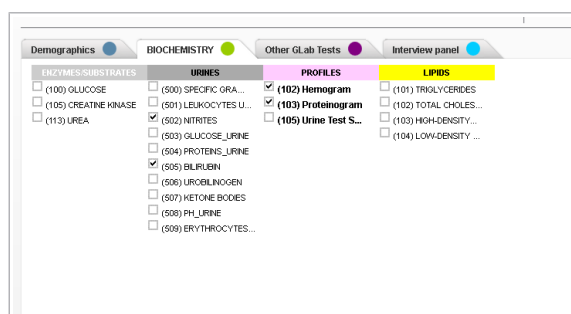 Demographics
BIOCHEMISTRY
Other GLab Tests
Interview panel
ENZYMES/SUBSTRATES
(100) GLUCOSE
(105) CREATINE KINASE
(113) UREA
URINES
(500) SPECIFIC GRA...
(501) LEUKOCYTES U...
(502) NITRITES
(503) GLUCOSE_URINE
(504) PROTEINS_URINE
(505) BILIRUBIN
(506) UROBILINOGEN
(507) KETONE BODIES
(508) PH_URINE
(509) ERYTHROCYTES...
PROFILES
(102) Hemogram
(103) Proteinogram
(105) Urine Test S...
LIPIDS
(101) TRIGLYCERIDES
(102) TOTAL CHOLES...
(103) HIGH-DENSITY...
(104) LOW-DENSITY ...